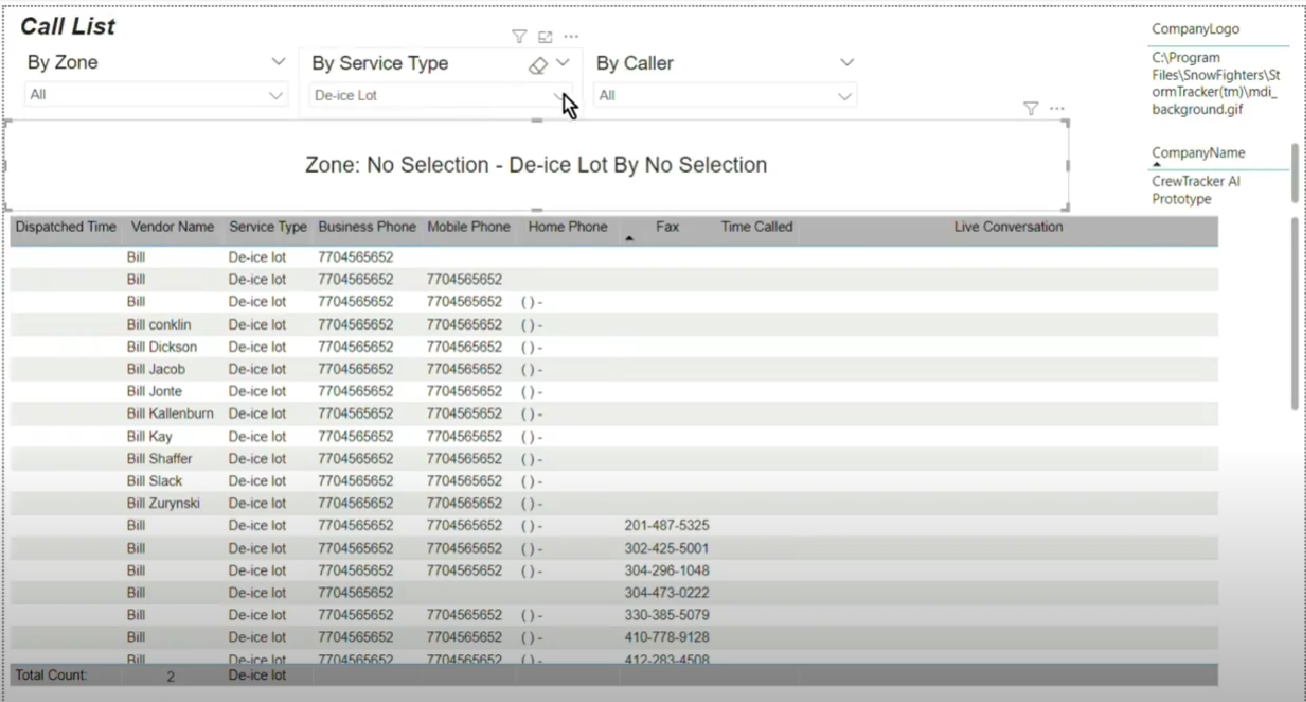 Call List
By Zone
All
By Service Type
De-ice Lot
By Caller
All
CompanyLogo
C:\Program
Files\SnowFighters\St
ormTracker(tm)\mdi_
background.gif
CompanyName
CrewTracker All
Prototype
Zone: No Selection - De-ice Lot By No Selection
Dispatched Time Vendor Name Service Type Business Phone Mobile Phone Home Phone Fax Time Called Live Conversation
Bill De-ice lot 7704565652
Bill De-ice lot 7704565652 7704565652
Bill De-ice lot 7704565652 7704565652 ( ) -
Bill conklin De-ice lot 7704565652 7704565652 ( ) -
Bill Dickson De-ice lot 7704565652 7704565652 ( ) -
Bill Jacob De-ice lot 7704565652 7704565652 ( ) -
Bill Jonte De-ice lot 7704565652 7704565652 ( ) -
Bill Kallenburn De-ice lot 7704565652 7704565652 ( ) -
Bill Kay De-ice lot 7704565652 7704565652 ( ) -
Bill Shaffer De-ice lot 7704565652 7704565652 ( ) -
Bill Slack De-ice lot 7704565652 7704565652 ( ) -
Bill Zurynski De-ice lot 7704565652 7704565652 ( ) -
Bill De-ice lot 7704565652 7704565652 ( ) - 201-487-5325
Bill De-ice lot 7704565652 7704565652 ( ) - 302-425-5001
Bill De-ice lot 7704565652 7704565652 ( ) - 304-296-1048
Bill De-ice lot 7704565652 304-473-0222
Bill De-ice lot 7704565652 7704565652 ( ) - 330-385-5079
Bill De-ice lot 7704565652 7704565652 ( ) - 410-778-9128
Bill De-ice lot 7704565652 7704565652 ( ) - 412-283-4508
Total Count: 2 De-ice lot